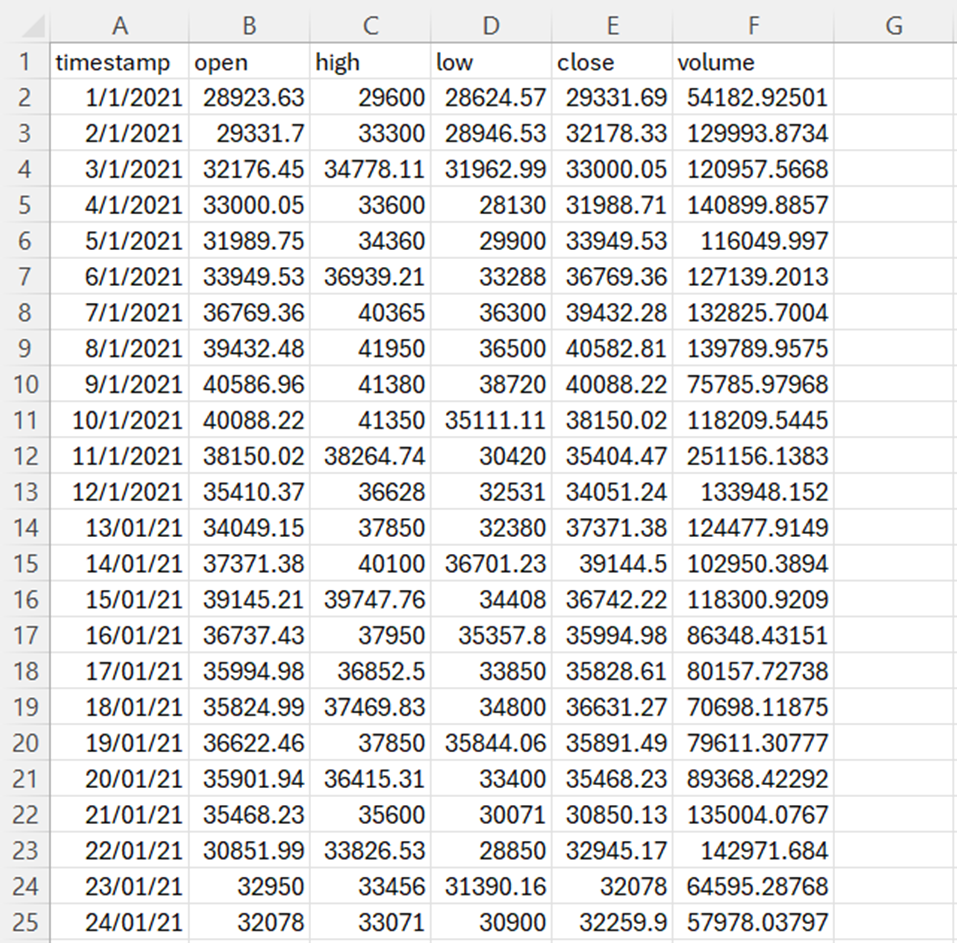 A B C D E F G
1 timestamp open high low close volume
2 1/1/2021 28923.63 29600 28624.57 29331.69 54182.92501
3 2/1/2021 29331.7 33300 28946.53 32178.33 129993.8734
4 3/1/2021 32176.45 34778.11 31962.99 33000.05 120957.5668
5 4/1/2021 33000.05 33600 28130 31988.71 140899.8857
6 5/1/2021 31989.75 34360 29900 33949.53 116049.997
7 6/1/2021 33949.53 36939.21 33288 36769.36 127139.2013
8 7/1/2021 36769.36 40365 36300 39432.28 132825.7004
9 8/1/2021 39432.48 41950 36500 40582.81 139789.9575
10 9/1/2021 40586.96 41380 38720 40088.22 75785.97968
11 10/1/2021 40088.22 41350 35111.11 38150.02 118209.5445
12 11/1/2021 38150.02 38264.74 30420 35404.47 251156.1383
13 12/1/2021 35410.37 36628 32531 34051.24 133948.152
14 13/01/21 34049.15 37850 32380 37371.38 124477.9149
15 14/01/21 37371.38 40100 36701.23 39144.5 102950.3894
16 15/01/21 39145.21 39747.76 34408 36742.22 118300.9209
17 16/01/21 36737.43 37950 35357.8 35994.98 86348.43151
18 17/01/21 35994.98 36852.5 33850 35828.61 80157.72738
19 18/01/21 35824.99 37469.83 34800 36631.27 70698.11875
20 19/01/21 36622.46 37850 35844.06 35891.49 79611.30777
21 20/01/21 35901.94 36415.31 33400 35468.23 89368.42292
22 21/01/21 35468.23 35600 30071 30850.13 135004.0767
23 22/01/21 30851.99 33826.53 28850 32945.17 142971.684
24 23/01/21 32950 33456 31390.16 32078 64595.28768
25 24/01/21 32078 33071 30900 32259.9 57978.03797